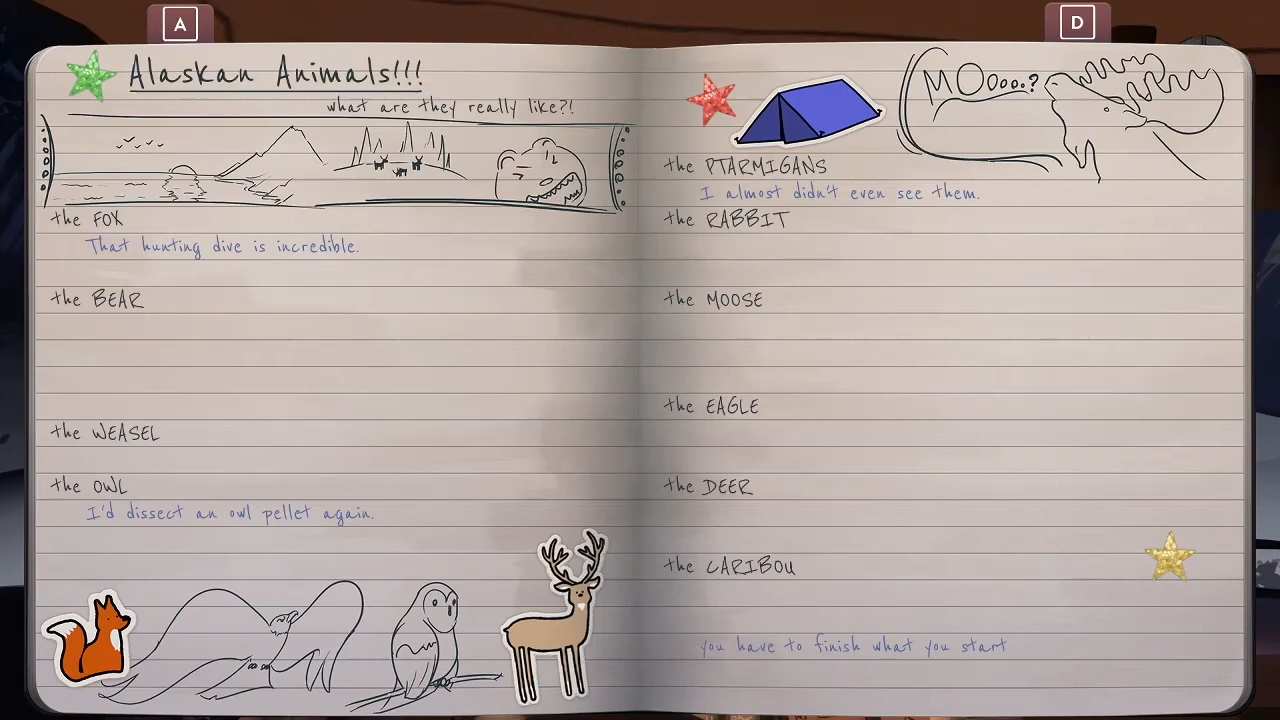 A
D
Alaskan Animals!!!
what are they really like?!
the FOX
That hunting dive is incredible.
the BEAR
the WEASEL
the OWL
I'd dissect an owl pellet again.
MOoooo.?
the PTARMIGANS
I almost didn't even see them.
the RABBIT
the MOOSE
the EAGLE
the DEER
the CARIBOU
you have to finish what you start